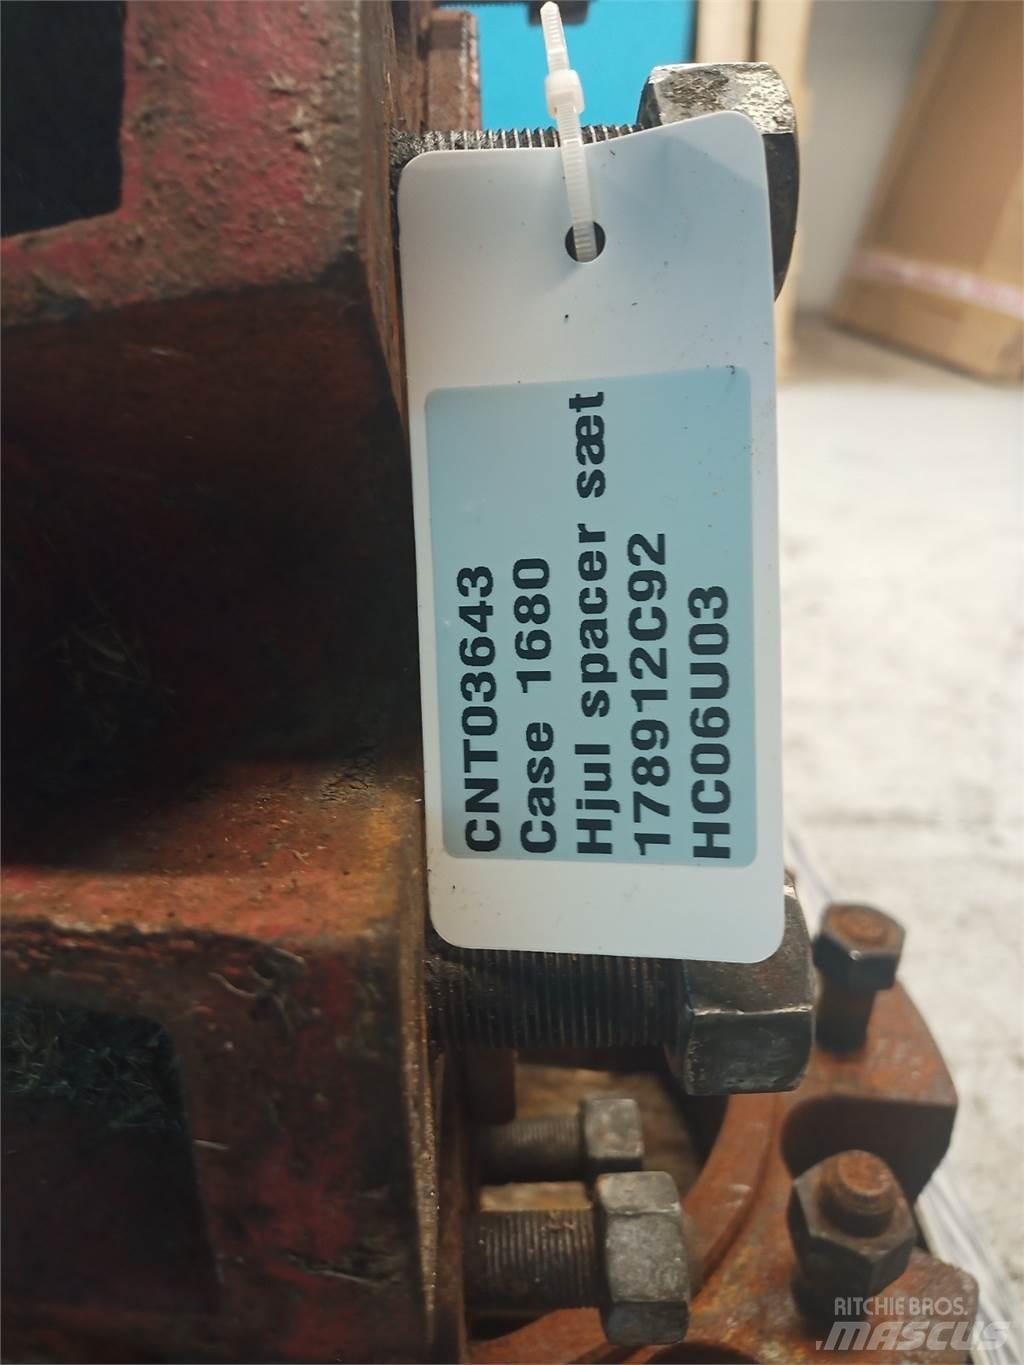 CNT03643
Case 1680
Hjul spacer sæt
178912C92
HC06U03
RITCHIE BROS.
MASCUS